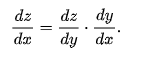 dz/dx = dz/dy · dy/dx.